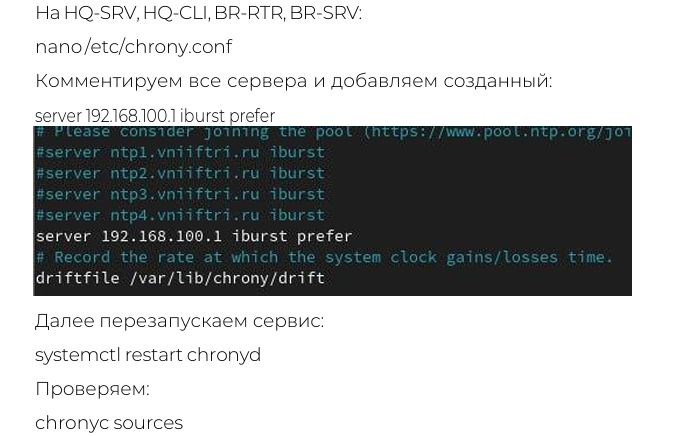 На HQ-SRV, HQ-CLI, BR-RTR, BR-SRV:
nano /etc/chrony.conf
Комментируем все сервера и добавляем созданный:
server 192.168.100.1 iburst prefer
# Please consider joining the pool (https://www.pool.ntp.org/joi
#server ntp1.vniiftri.ru iburst
#server ntp2.vniiftri.ru iburst
#server ntp3.vniiftri.ru iburst
#server ntp4.vniiftri.ru iburst
server 192.168.100.1 iburst prefer
# Record the rate at which the system clock gains/losses time.
driftfile /var/lib/chrony/drift
Далее перезапускаем сервис:
systemctl restart chronyd
Проверяем:
chronyc sources